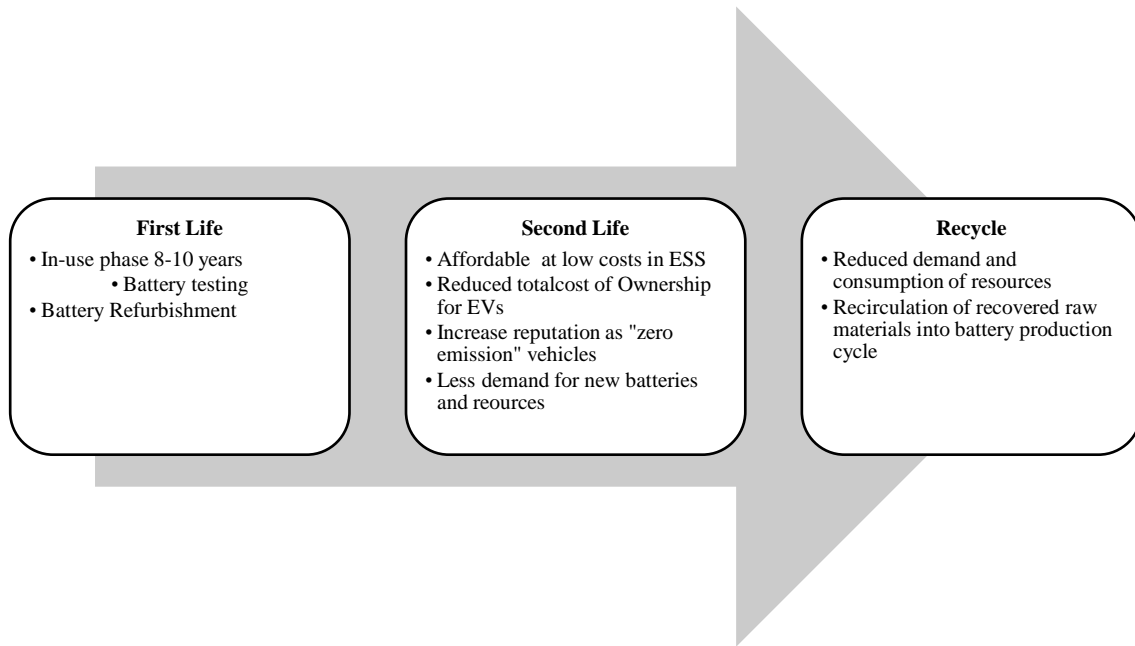 First Life
• In-use phase 8-10 years
• Battery testing
• Battery Refurbishment
Second Life
• Affordable at low costs in ESS
• Reduced totalcost of Ownership
for EVs
• Increase reputation as "zero
emission" vehicles
• Less demand for new batteries
and reources
Recycle
• Reduced demand and
consumption of resources
• Recirculation of recovered raw
materials into battery production
cycle